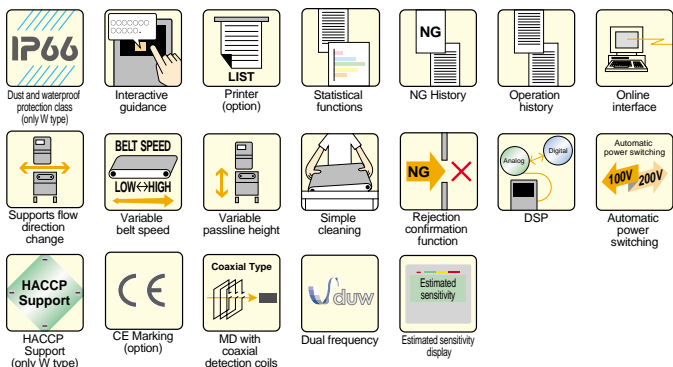 IP66
Dust and waterproof
protection class
(only W type)
Interactive
guidance
LIST
Printer
(option)
Statistical
functions
NG
NG History
Operation
history
Online
interface
Supports flow
direction
change
BELT SPEED
LOW↔HIGH
Variable
belt speed
Variable
passline height
Simple
cleaning
NG
Rejection
confirmation
function
Analog
Digital
DSP
Automatic
power switching
100V 200V
Automatic
power
switching
HACCP
Support
HACCP
Support
(only W type)
CE
CE Marking
(option)
Coaxial Type
MD with
coaxial
detection coils
duw
Dual frequency
Estimated
sensitivity
Estimated sensitivity
display